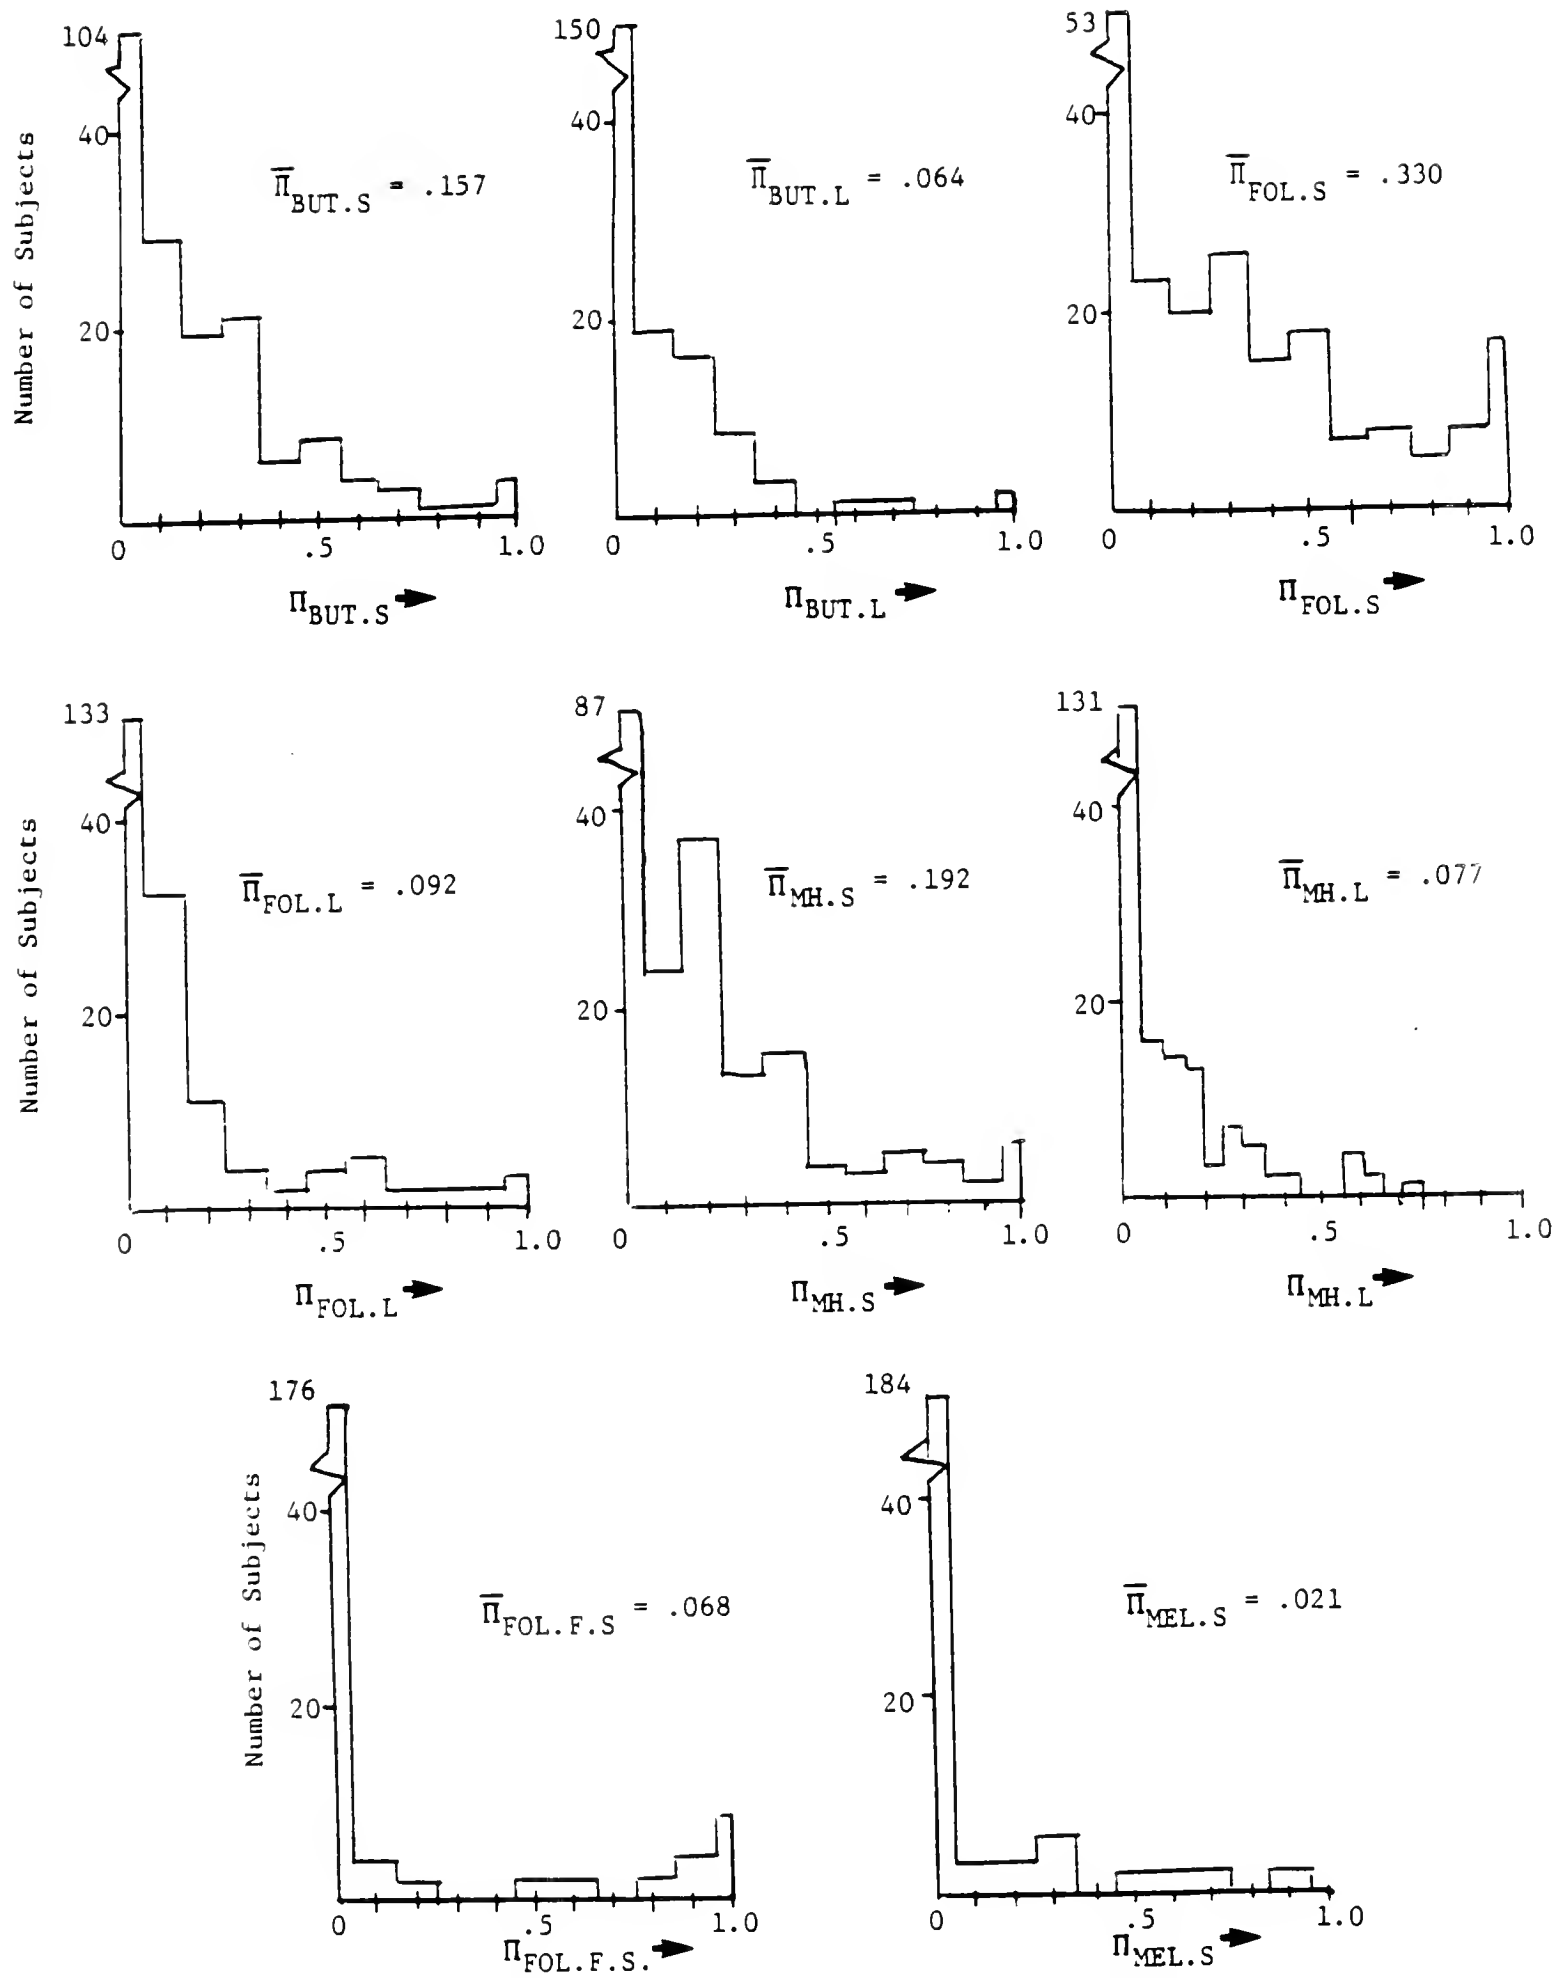 104
40
20
Number of Subjects
Π̅BUT.S = .157
0 .5 1.0
ΠBUT.S
150
40
20
Π̅BUT.L = .064
0 .5 1.0
ΠBUT.L
53
40
20
Π̅FOL.S = .330
0 .5 1.0
ΠFOL.S
133
40
20
Number of Subjects
Π̅FOL.L = .092
0 .5 1.0
ΠFOL.L
87
40
20
Π̅MH.S = .192
0 .5 1.0
ΠMH.S
131
40
20
Π̅MH.L = .077
0 .5 1.0
ΠMH.L
176
40
20
Number of Subjects
Π̅FOL.F.S = .068
0 .5 1.0
ΠFOL.F.S.
184
40
20
Π̅MEL.S = .021
0 .5 1.0
ΠMEL.S